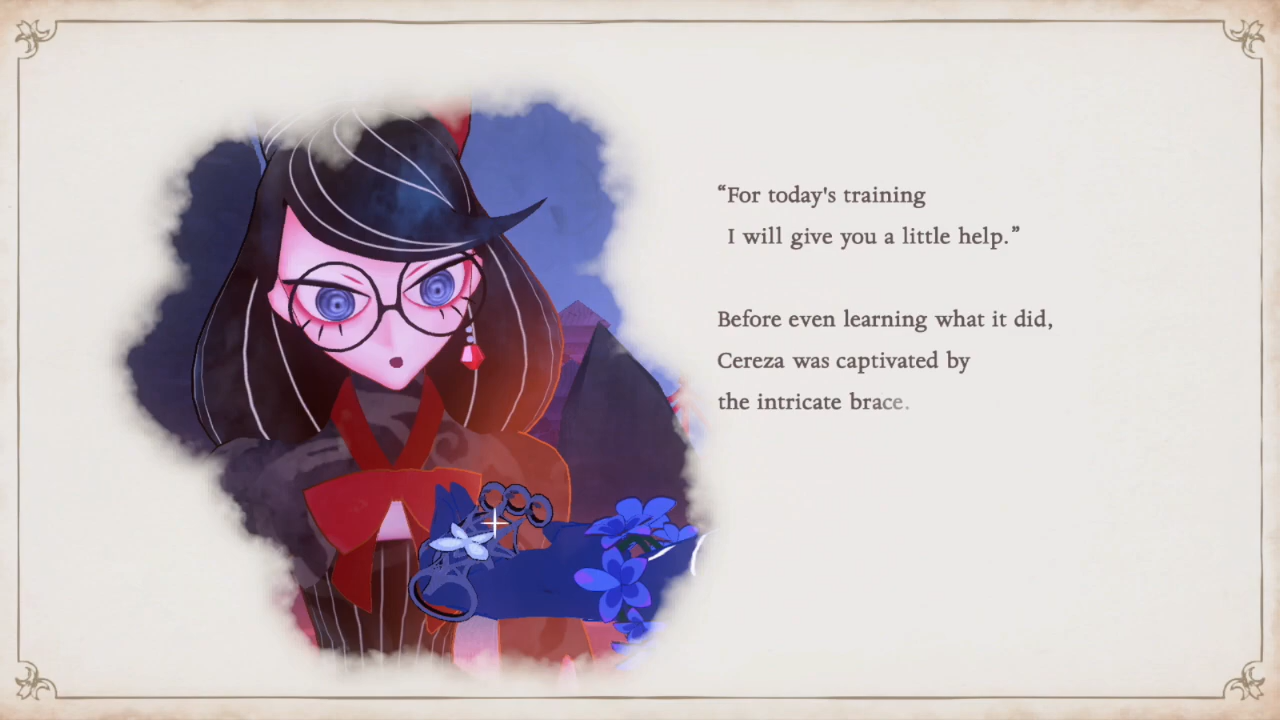 “For today's training
I will give you a little help.”
Before even learning what it did,
Cereza was captivated by
the intricate brace.